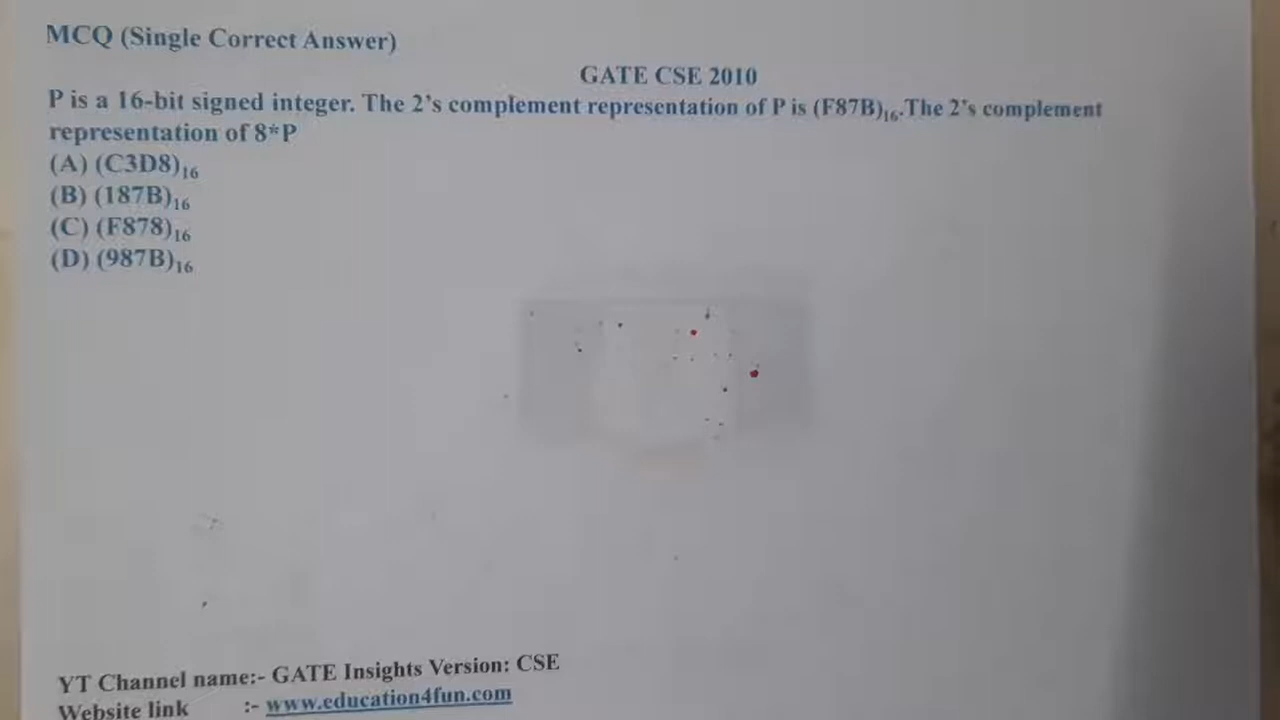 MCQ (Single Correct Answer)
GATE CSE 2010
P is a 16-bit signed integer. The 2's complement representation of P is (F87B)16.The 2's complement
representation of 8*P
(A) (C3D8)16
(B) (187B)16
(C) (F878)16
(D) (987B)16
YT Channel name:- GATE Insights Version: CSE
Website link :- www.education4fun.com